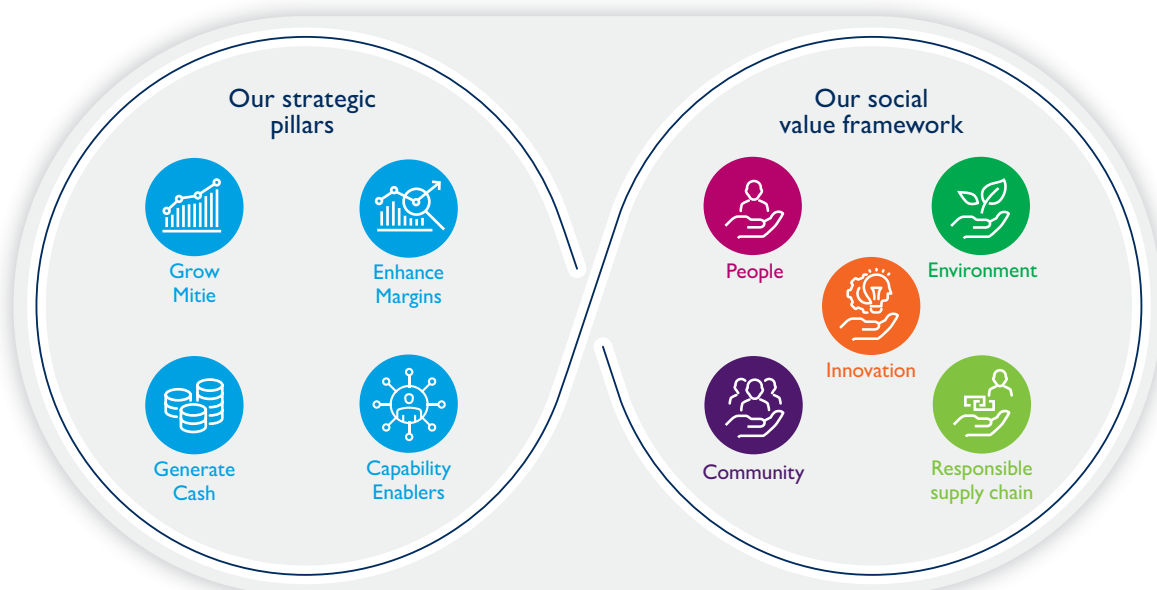 Our strategic
pillars
Grow
Mitie
Enhance
Margins
Generate
Cash
Capability
Enablers
Our social
value framework
People
Environment
Innovation
Community
Responsible
supply chain